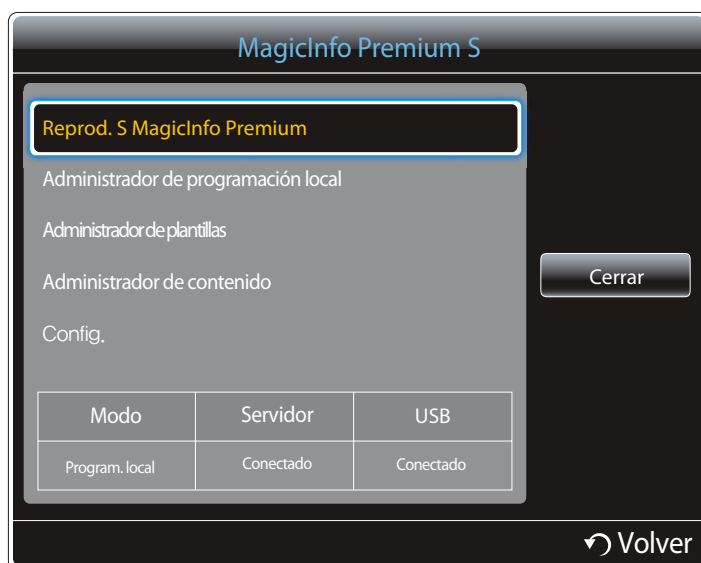 MagicInfo Premium S
Reprod. S MagicInfo Premium
Administrador de programación local
Administrador de plantillas
Administrador de contenido
Config.
Cerrar
Modo Servidor USB
Program. local Conectado Conectado
Volver